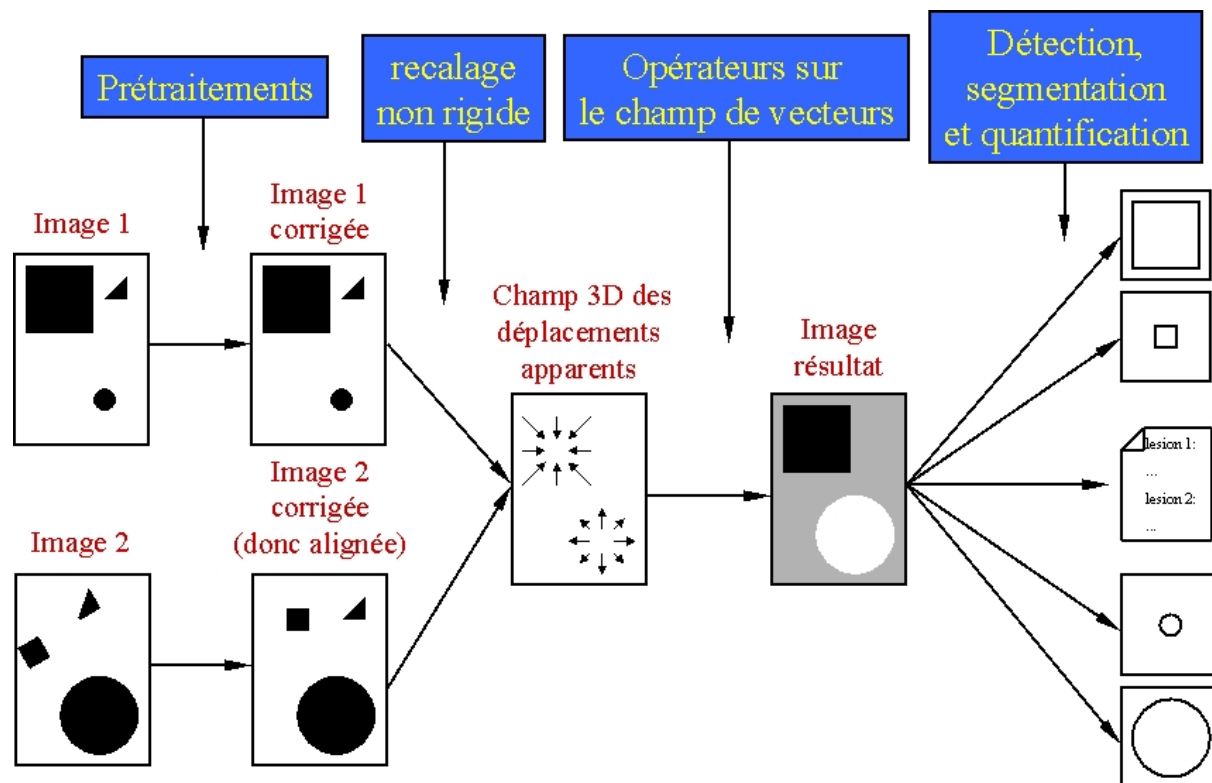 Prétraitements
recalage
non rigide
Opérateurs sur
le champ de vecteurs
Détection,
segmentation
et quantification
Image 1
Image 1
corrigée
Champ 3D des
déplacements
apparents
Image
résultat
lesion 1:
...
lesion 2:
...
Image 2
Image 2
corrigée
(donc alignée)